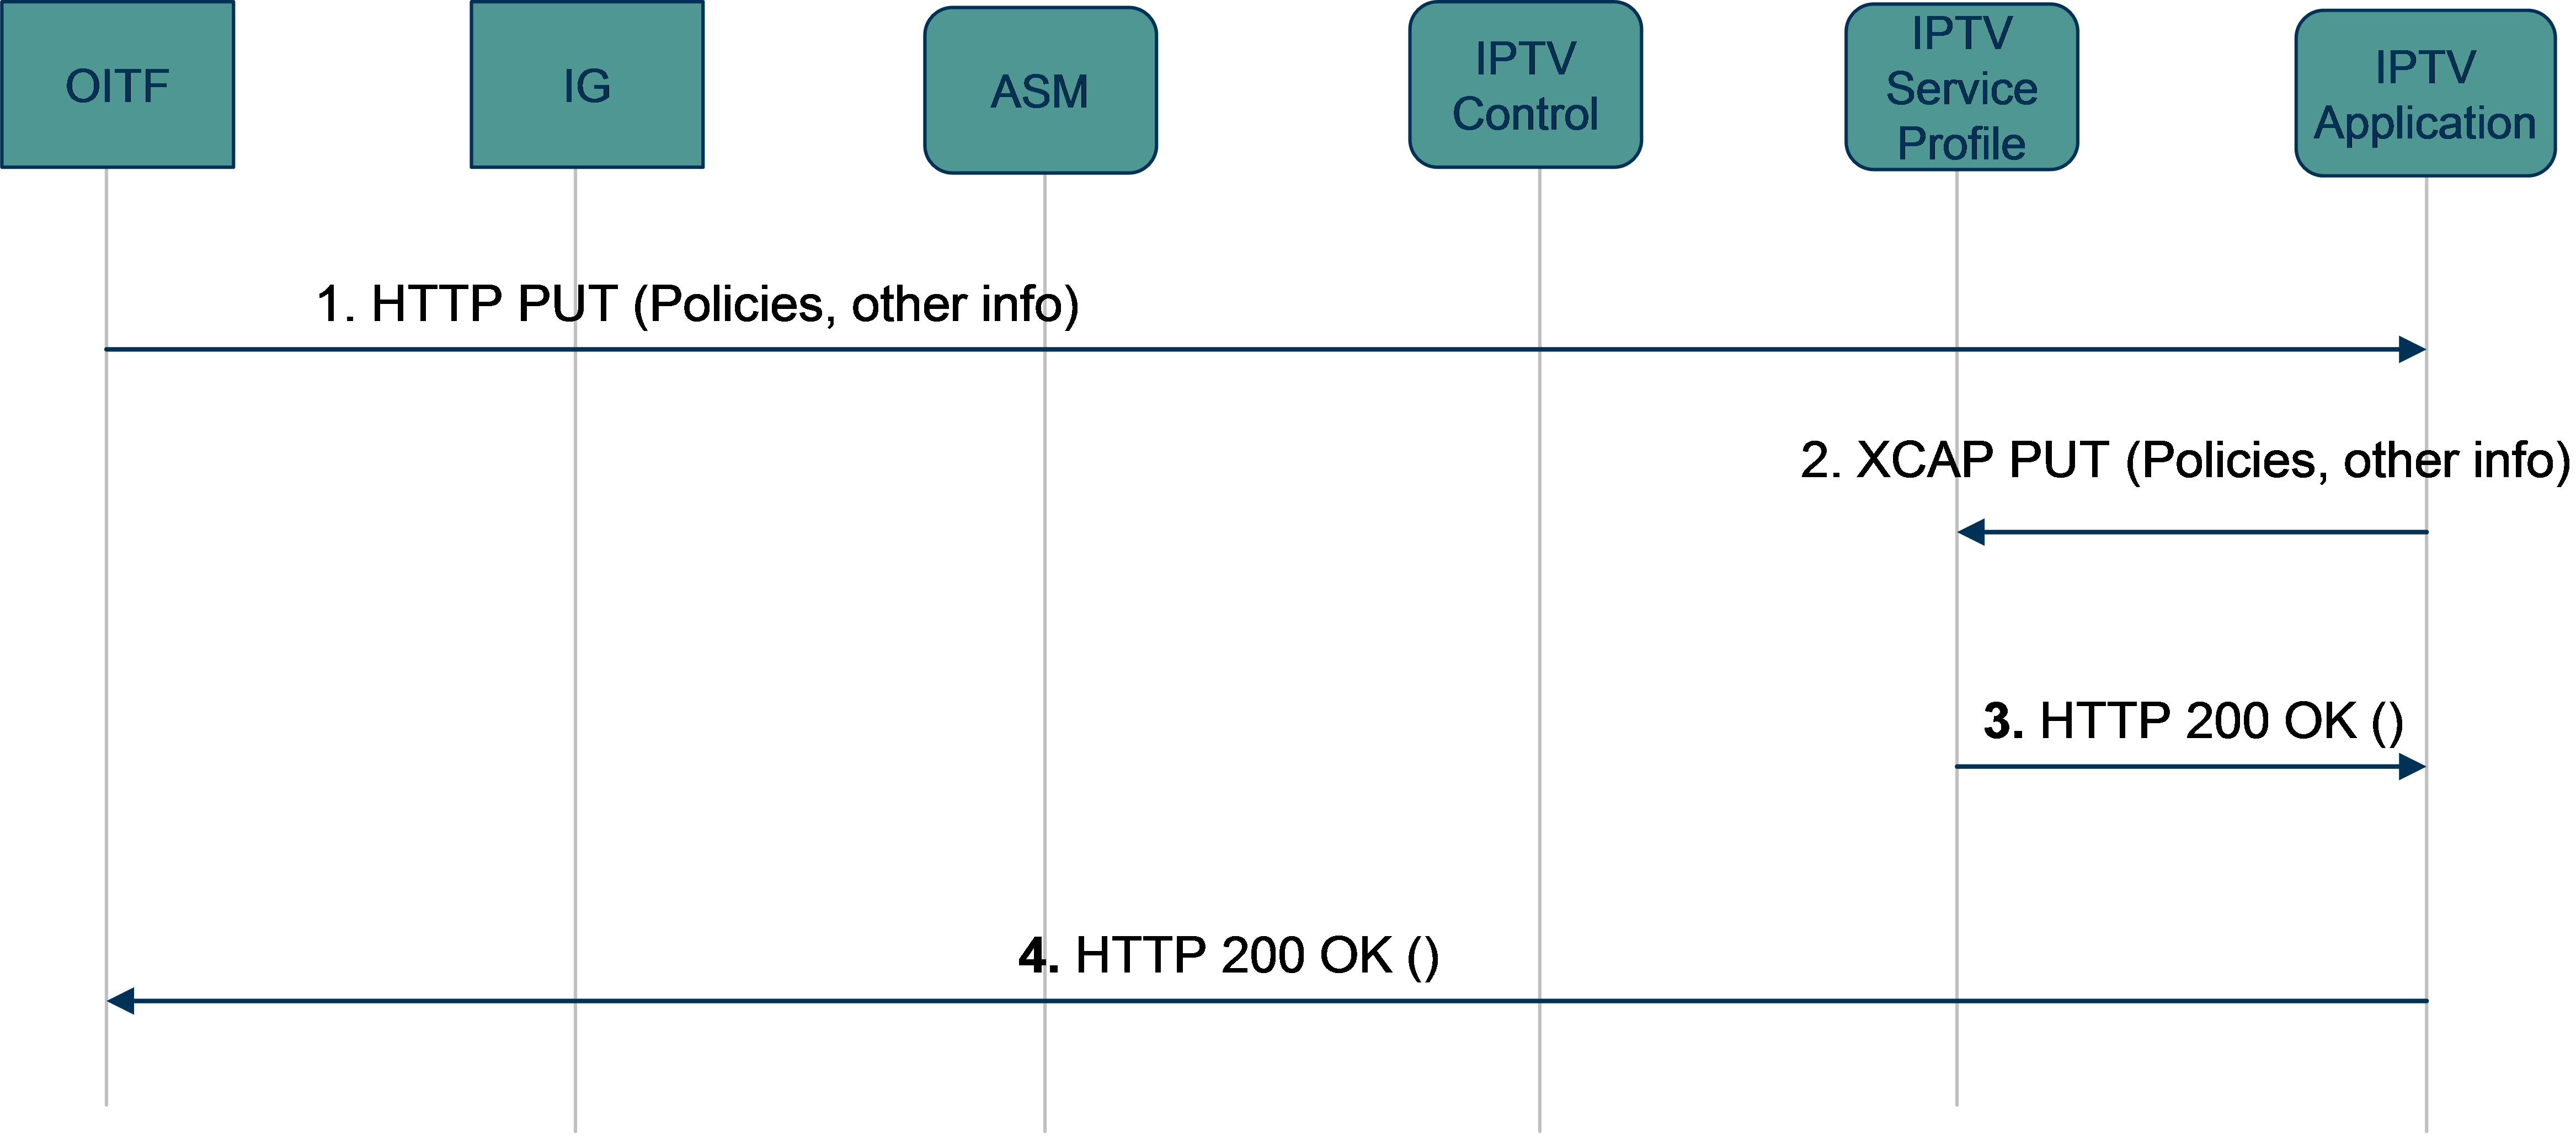 OITF
IG
ASM
IPTV
Control
IPTV
Service
Profile
IPTV
Application
1. HTTP PUT (Policies, other info)
2. XCAP PUT (Policies, other info)
3. HTTP 200 OK ()
4. HTTP 200 OK ()